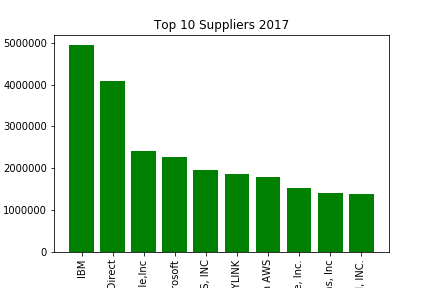 Top 10 Suppliers 2017
5000000
4000000
3000000
2000000
1000000
0
IBM
Direct
le,Inc
rosoft
S, INC
YLINK
AWS
e, Inc.
s, Inc
, INC.